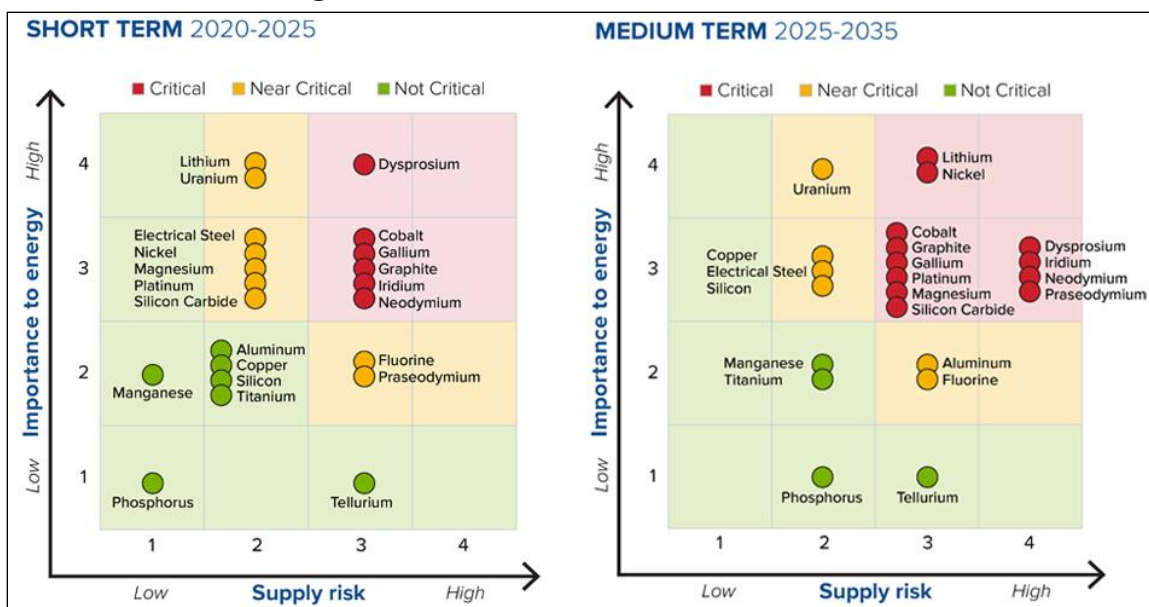 SHORT TERM 2020-2025
Critical
Near Critical
Not Critical
Importance to energy
High
Low
4
3
2
1
Lithium
Uranium
Dysprosium
Electrical Steel
Nickel
Magnesium
Platinum
Silicon Carbide
Cobalt
Gallium
Graphite
Iridium
Neodymium
Manganese
Aluminum
Copper
Silicon
Titanium
Fluorine
Praseodymium
Phosphorus
Tellurium
1
2
3
4
Low
Supply risk
High
MEDIUM TERM 2025-2035
Critical
Near Critical
Not Critical
Importance to energy
High
Low
4
3
2
1
Uranium
Lithium
Nickel
Copper
Electrical Steel
Silicon
Cobalt
Graphite
Gallium
Platinum
Magnesium
Silicon Carbide
Dysprosium
Iridium
Neodymium
Praseodymium
Manganese
Titanium
Aluminum
Fluorine
Phosphorus
Tellurium
1
2
3
4
Low
Supply risk
High